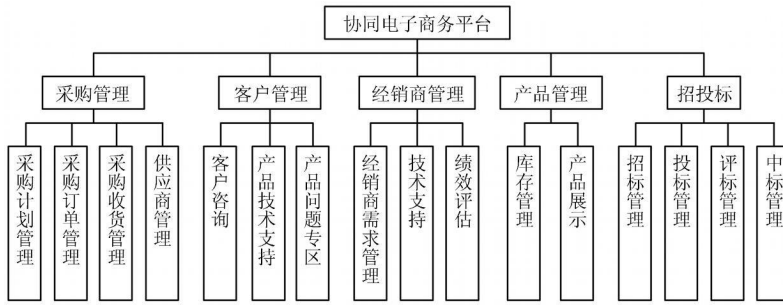 协同电子商务平台
采购管理
客户管理
经销商管理
产品管理
招投标
采购计划管理
采购订单管理
采购收货管理
供应商管理
客户咨询
产品技术支持
产品问题专区
经销商需求管理
技术支持
绩效评估
库存管理
产品展示
招标管理
投标管理
评标管理
中标管理